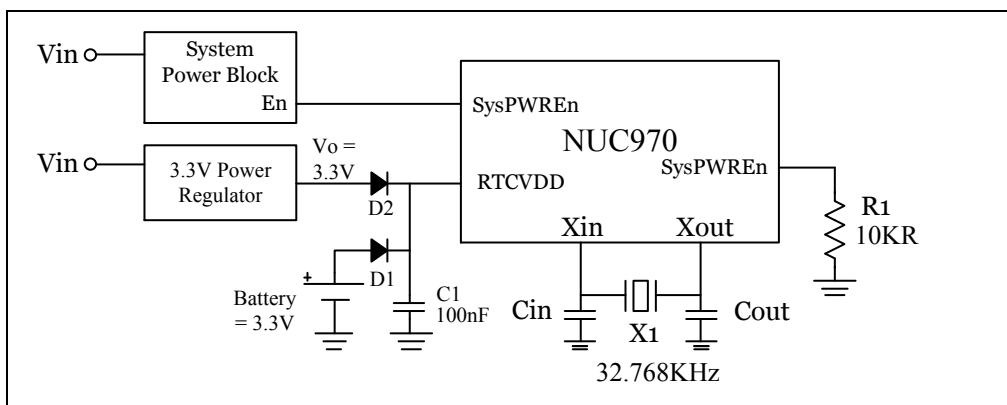 Vin
System
Power Block
En
SysPWREn
NUC970
Vin
3.3V Power
Regulator
Vo =
3.3V
D2
RTCVDD
SysPWREn
R1
10KR
Xin
Xout
+
D1
Battery
= 3.3V
C1
100nF
Cin
X1
Cout
32.768KHz